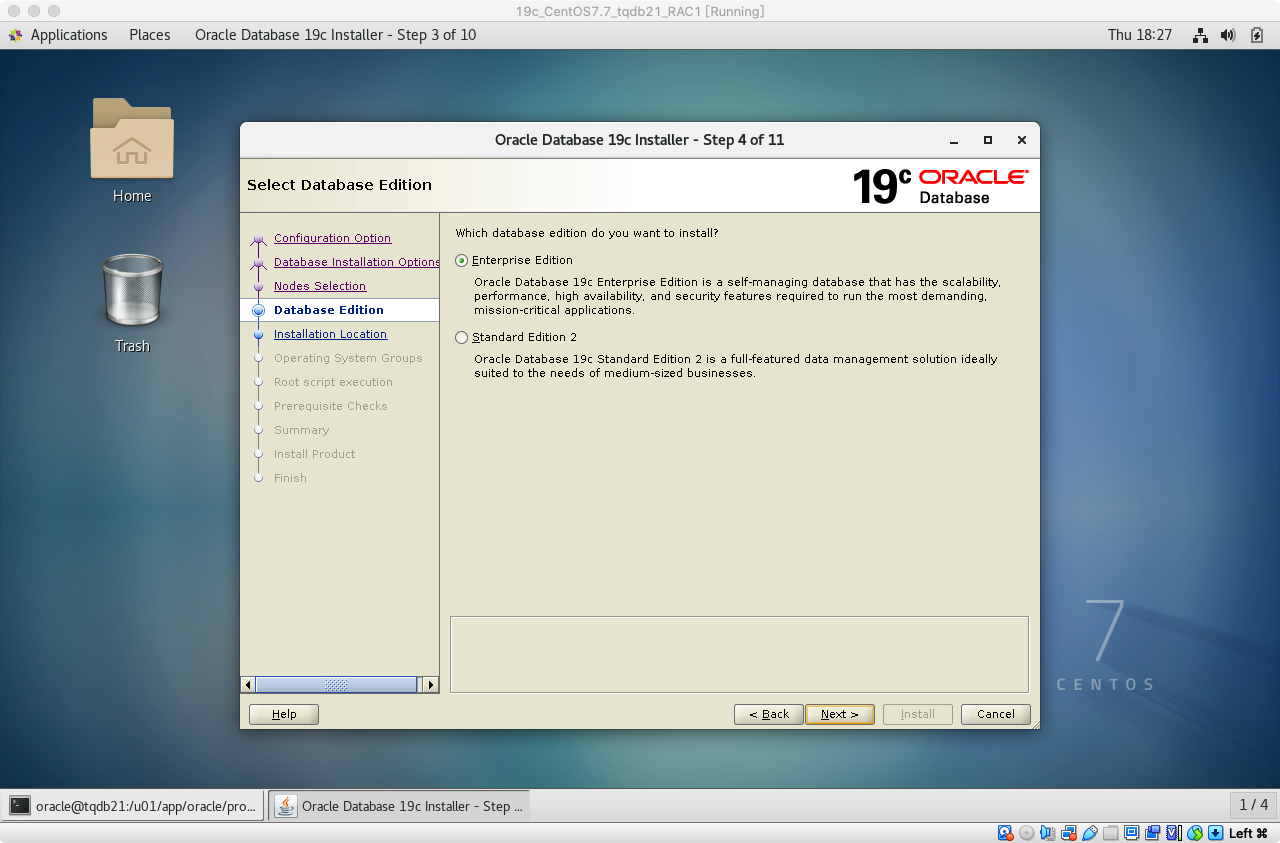 19c_CentOS7.7_tqdb21_RAC1 [Running]
Applications Places Oracle Database 19c Installer - Step 3 of 10 Thu 18:27
Home
Trash
Oracle Database 19c Installer - Step 4 of 11
Select Database Edition
19c ORACLE
Database
Configuration Option
Database Installation Options
Nodes Selection
Database Edition
Installation Location
Operating System Groups
Root script execution
Prerequisite Checks
Summary
Install Product
Finish
Which database edition do you want to install?
Enterprise Edition
Oracle Database 19c Enterprise Edition is a self-managing database that has the scalability,
performance, high availability, and security features required to run the most demanding,
mission-critical applications.
Standard Edition 2
Oracle Database 19c Standard Edition 2 is a full-featured data management solution ideally
suited to the needs of medium-sized businesses.
Help < Back Next > Install Cancel
7
CENTOS
oracle@tqdb21:/u01/app/oracle/pro... Oracle Database 19c Installer - Step ... 1 / 4
Left ⌘